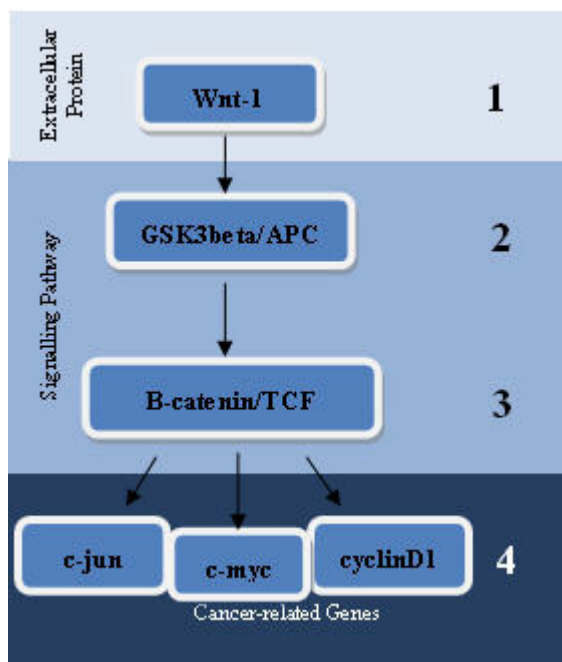 Extracellular
Protein
Wnt-1
1
Signalling Pathway
GSK3beta/APC
2
B-catenin/TCF
3
c-jun
c-myc
cyclinD1
4
Cancer-related Genes